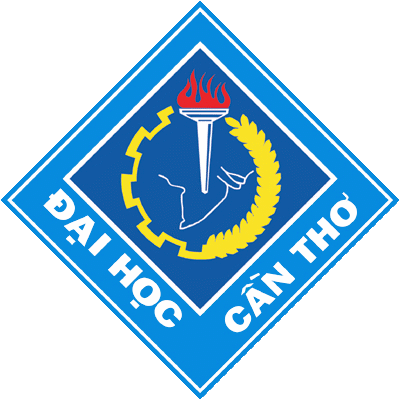 ĐẠI HỌC
CẦN THƠ